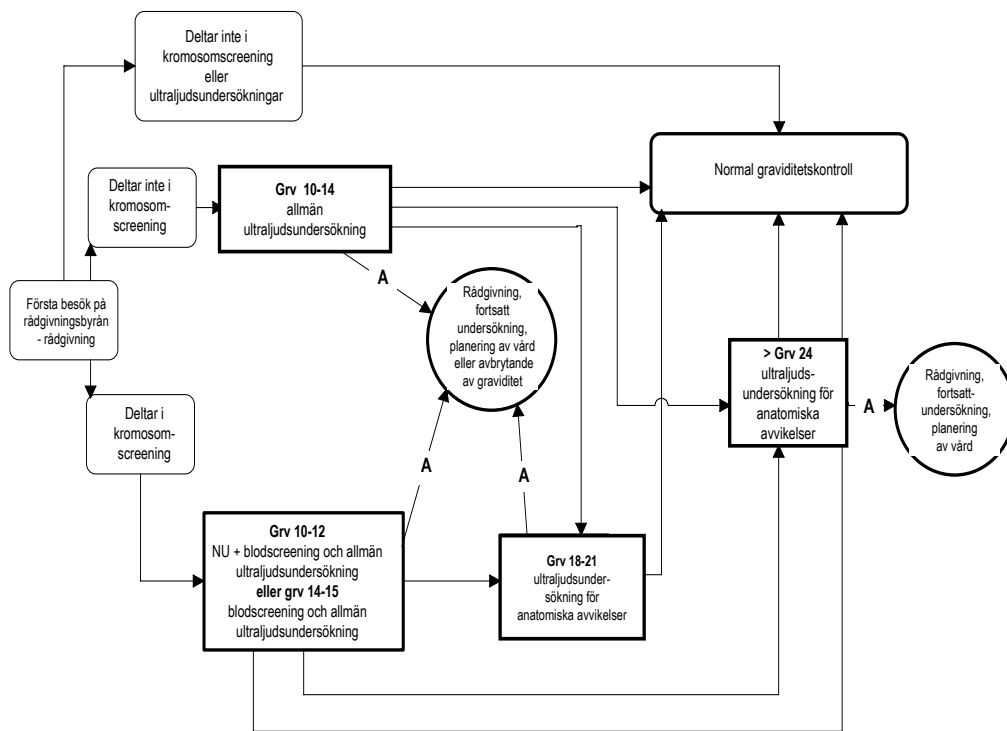 Deltar inte i
kromosomscreening
eller
ultraljudsundersökningar
Normal graviditetskontroll
Deltar inte i
kromosom-
screening
Grv 10-14
allmän
ultraljudsundersökning
A
Första besök på
rådgivningsbyrån
- rådgivning
Rådgivning,
fortsatt
undersökning,
planering av vård
eller avbrytande
av graviditet
> Grv 24
ultraljuds-
undersökning för
anatomiska
avvikelser
A
Rådgivning,
fortsatt-
undersökning,
planering
av vård
Deltar i
kromosom-
screening
A
A
Grv 10-12
NU + blodscreening och allmän
ultraljudsundersökning
eller grv 14-15
blodscreening och allmän
ultraljudsundersökning
Grv 18-21
ultraljudsunder-
sökning för
anatomiska avvikelser